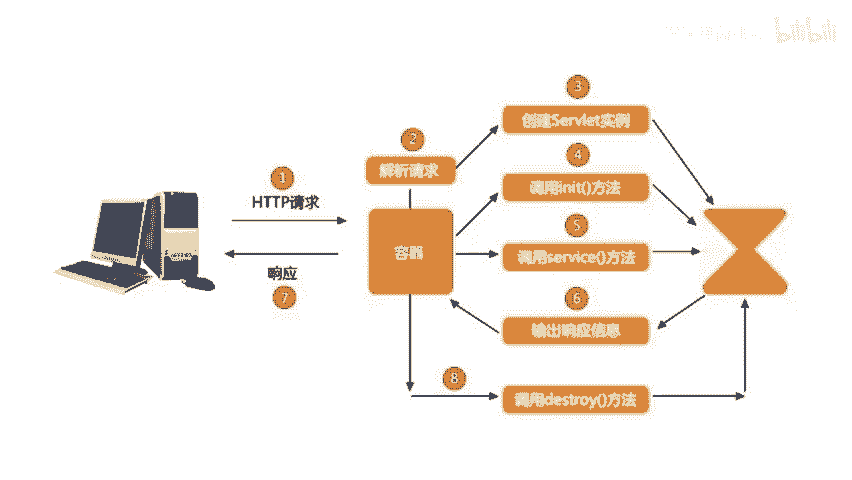 bilibili
3
创建Servlet实例
2
4
解析请求
1
调用init()方法
HTTP请求
5
容器
调用service()方法
响应
6
7
输出响应信息
8
调用destroy()方法